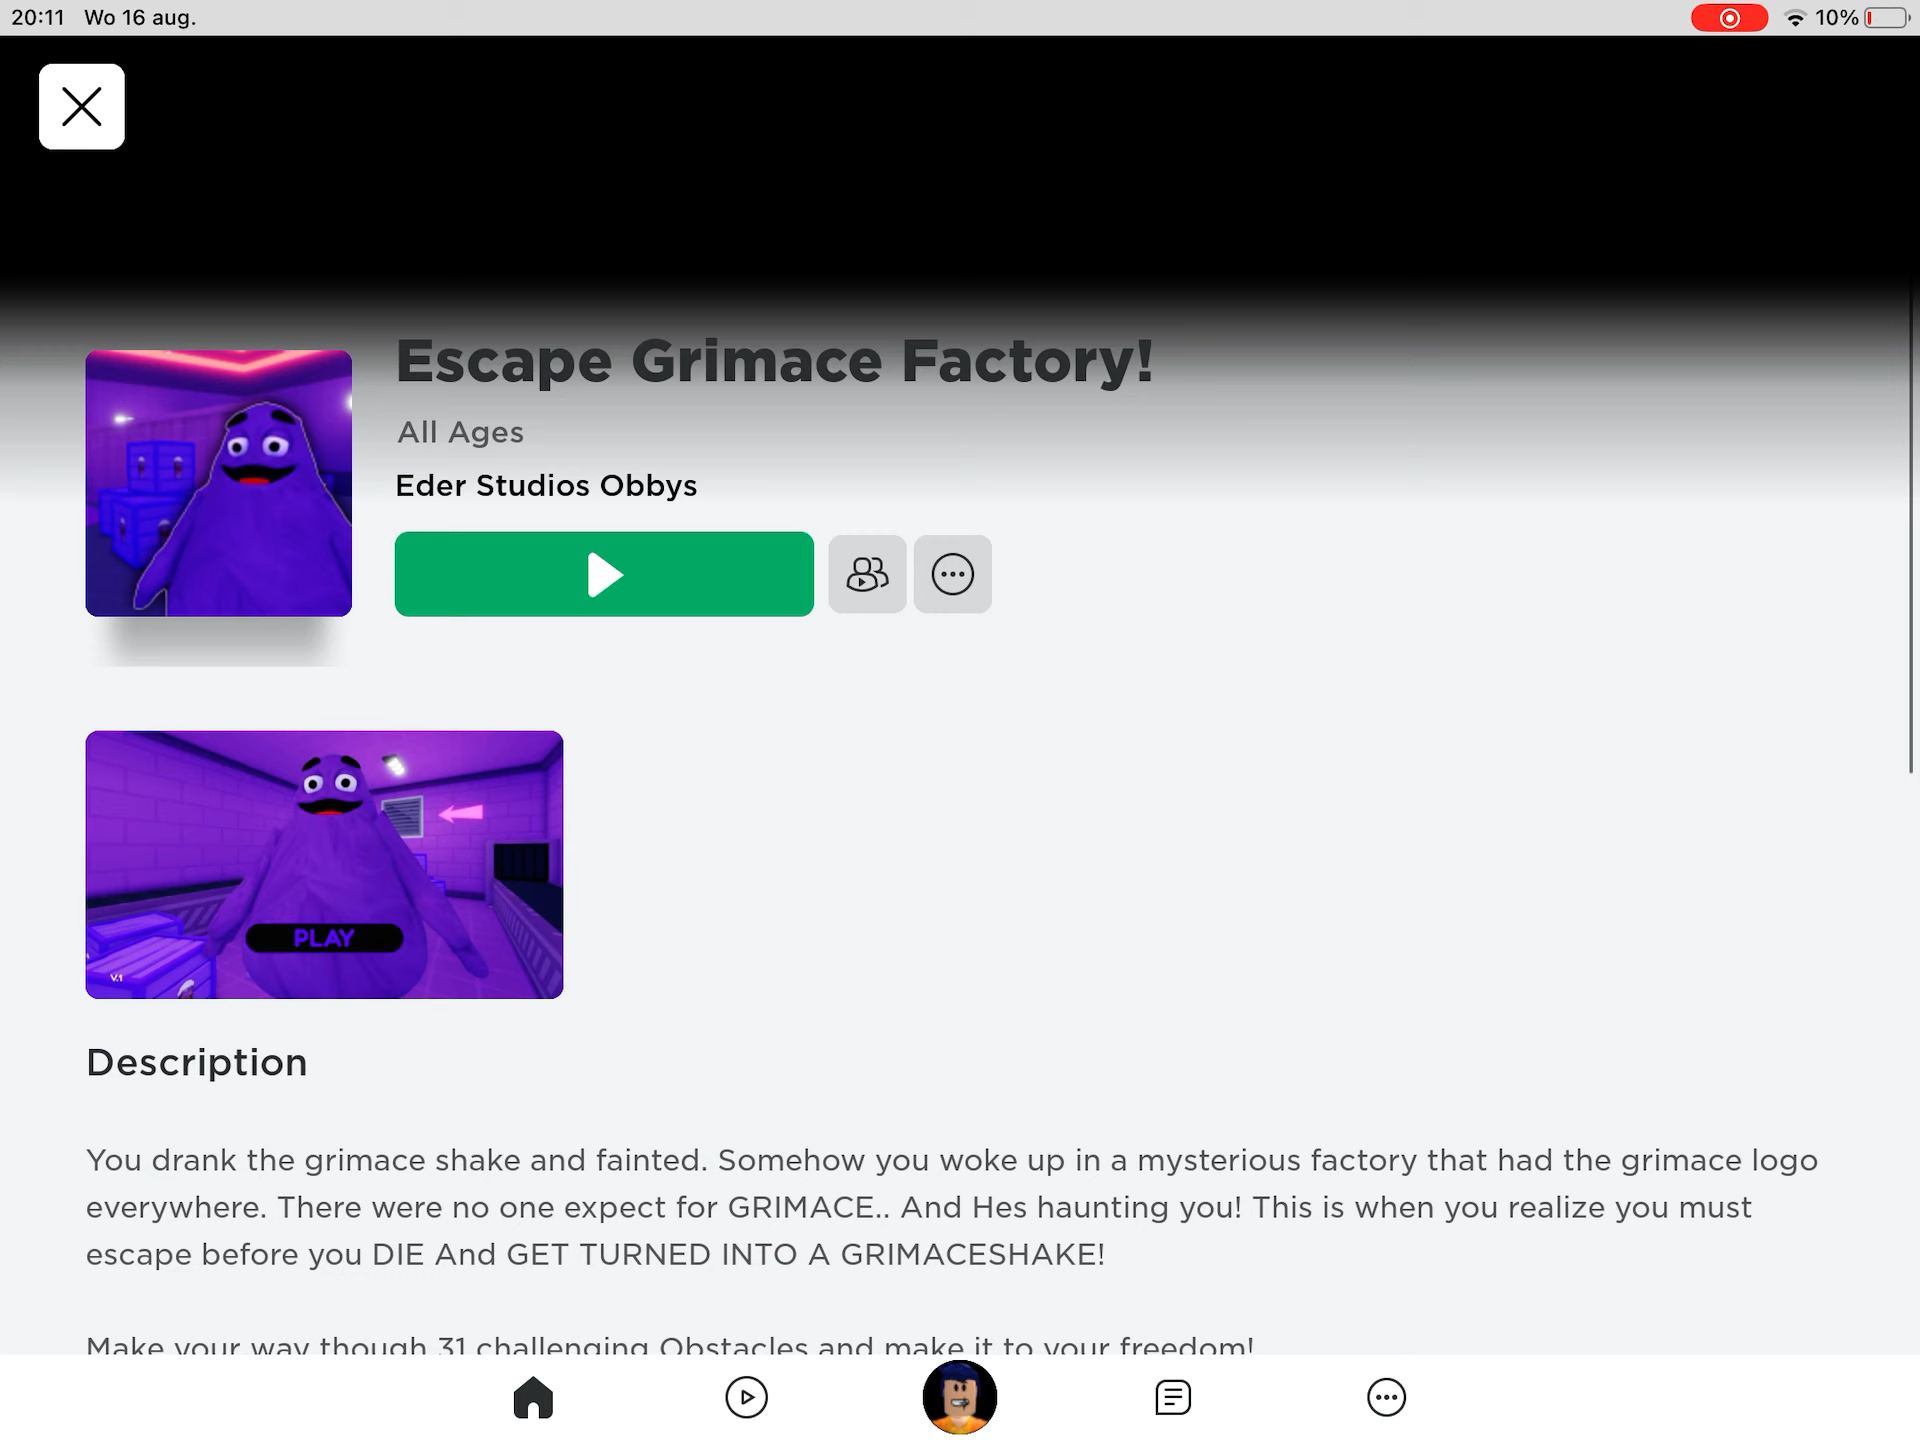 20:11 Wo 16 aug.
10%
Escape Grimace Factory!
All Ages
Eder Studios Obbys
PLAY
V.1
Description
You drank the grimace shake and fainted. Somehow you woke up in a mysterious factory that had the grimace logo
everywhere. There were no one expect for GRIMACE.. And Hes haunting you! This is when you realize you must
escape before you DIE And GET TURNED INTO A GRIMACESHAKE!
Make your way though 31 challenging Obstacles and make it to your freedom!